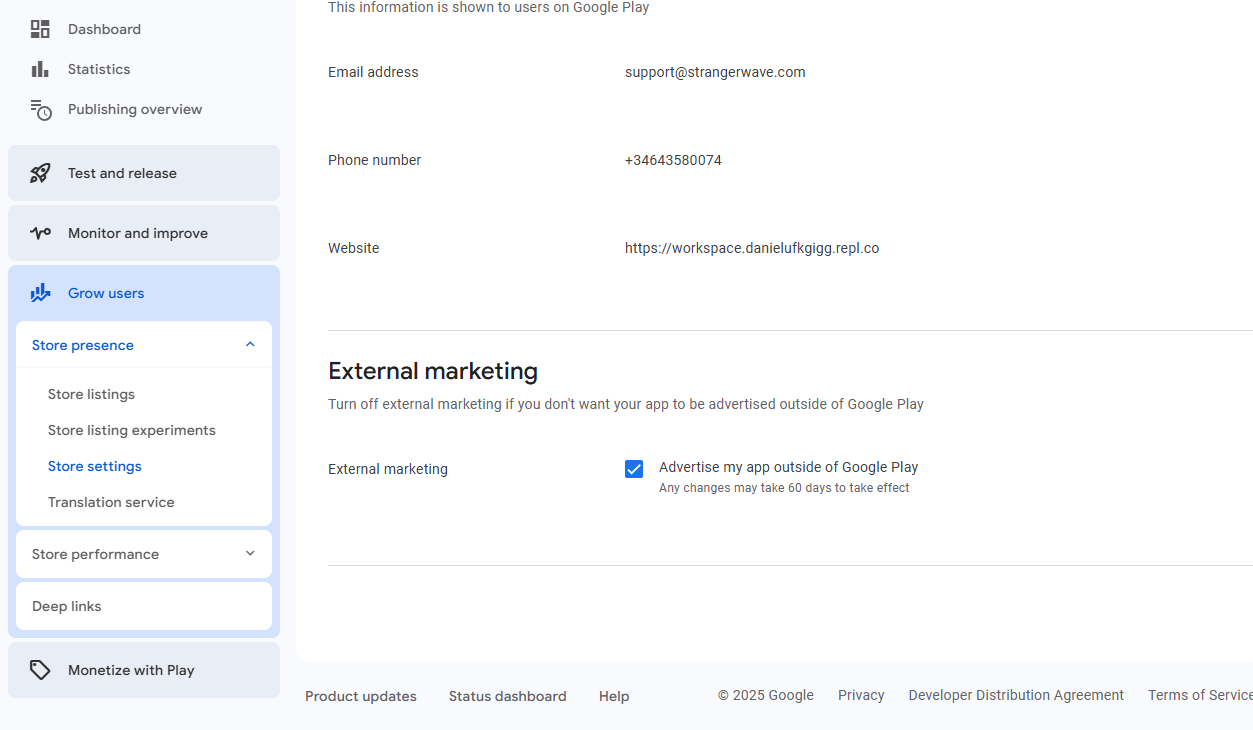 Dashboard
Statistics
Publishing overview
Test and release
Monitor and improve
Grow users
Store presence
Store listings
Store listing experiments
Store settings
Translation service
Store performance
Deep links
Monetize with Play
This information is shown to users on Google Play
Email address support@strangerwave.com
Phone number +34643580074
Website https://workspace.danielufkgigg.repl.co
External marketing
Turn off external marketing if you don't want your app to be advertised outside of Google Play
External marketing Advertise my app outside of Google Play
Any changes may take 60 days to take effect
Product updates Status dashboard Help © 2025 Google Privacy Developer Distribution Agreement Terms of Service